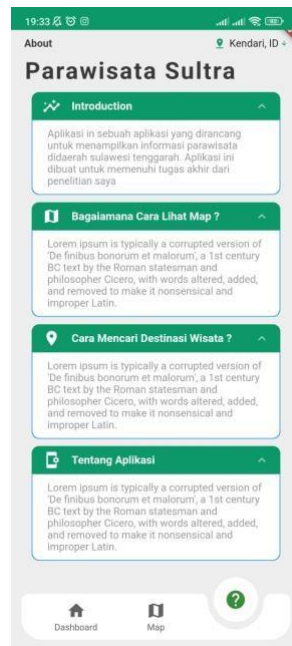 19:33
About
Kendari, ID
Parawisata Sultra
Introduction
Aplikasi in sebuah aplikasi yang dirancang
untuk menampilkan informasi parawisata
didaerah sulawesi tenggarah. Aplikasi ini
dibuat untuk memenuhi tugas akhir dari
penelitian saya
Bagaiamana Cara Lihat Map ?
Lorem ipsum is typically a corrupted version of
'De finibus bonorum et malorum', a 1st century
BC text by the Roman statesman and
philosopher Cicero, with words altered, added,
and removed to make it nonsensical and
improper Latin.
Cara Mencari Destinasi Wisata ?
Lorem ipsum is typically a corrupted version of
'De finibus bonorum et malorum', a 1st century
BC text by the Roman statesman and
philosopher Cicero, with words altered, added,
and removed to make it nonsensical and
improper Latin.
Tentang Aplikasi
Lorem ipsum is typically a corrupted version of
'De finibus bonorum et malorum', a 1st century
BC text by the Roman statesman and
philosopher Cicero, with words altered, added,
and removed to make it nonsensical and
improper Latin.
Dashboard
Map